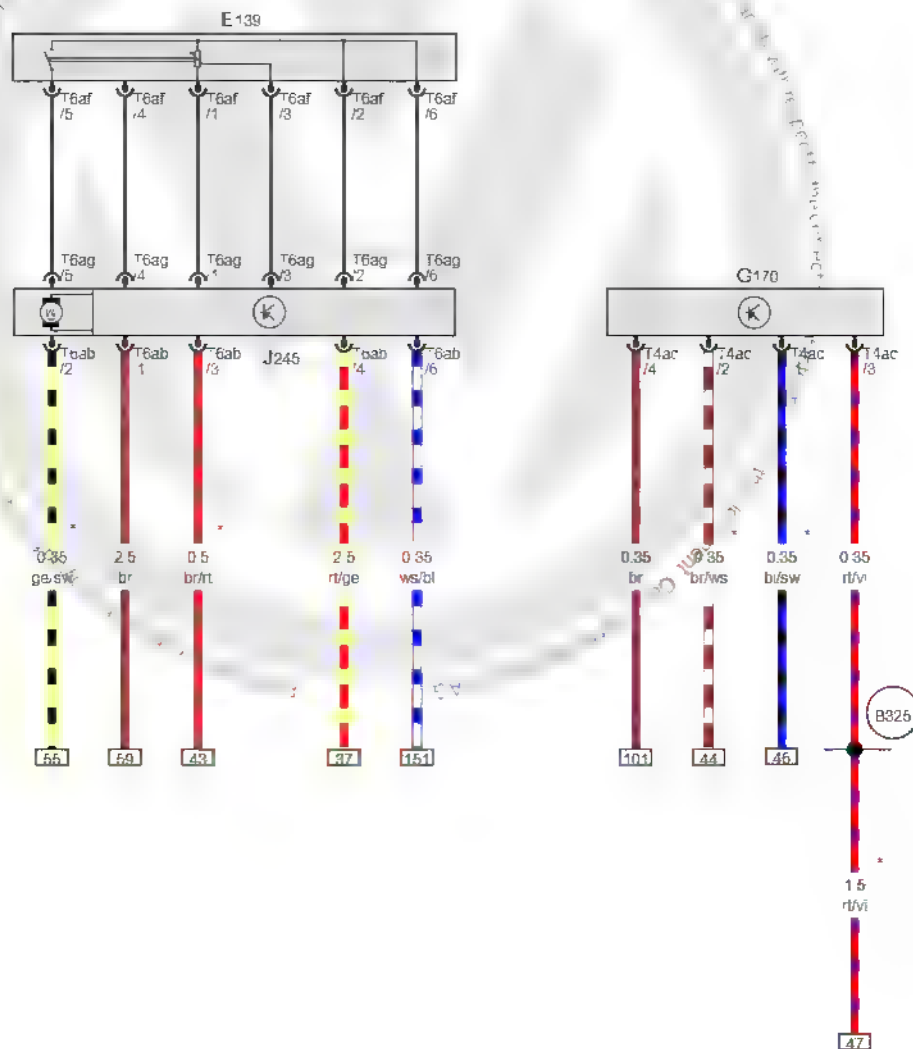 E139
T6af /5
T6af /4
T6af /1
T6af /3
T6af /2
T6af /6
T6ag /5
T6ag /4
T6ag
T6ag /3
T6ag /2
T6ag /6
G170
M
J245
T6ab /2
T6ab
T6ab /3
T6ab /4
T6ab /6
T4ac /4
T4ac /2
T4ac
T4ac /3
0.35 ge/sw
2.5 br
0.5 br/rt
2.5 rt/ge
0.35 ws/bl
0.35 br
0.35 br/ws
0.35 bl/sw
0.35 rt/vi
B325
55
59
43
37
151
101
44
1.5 rt/vi
47